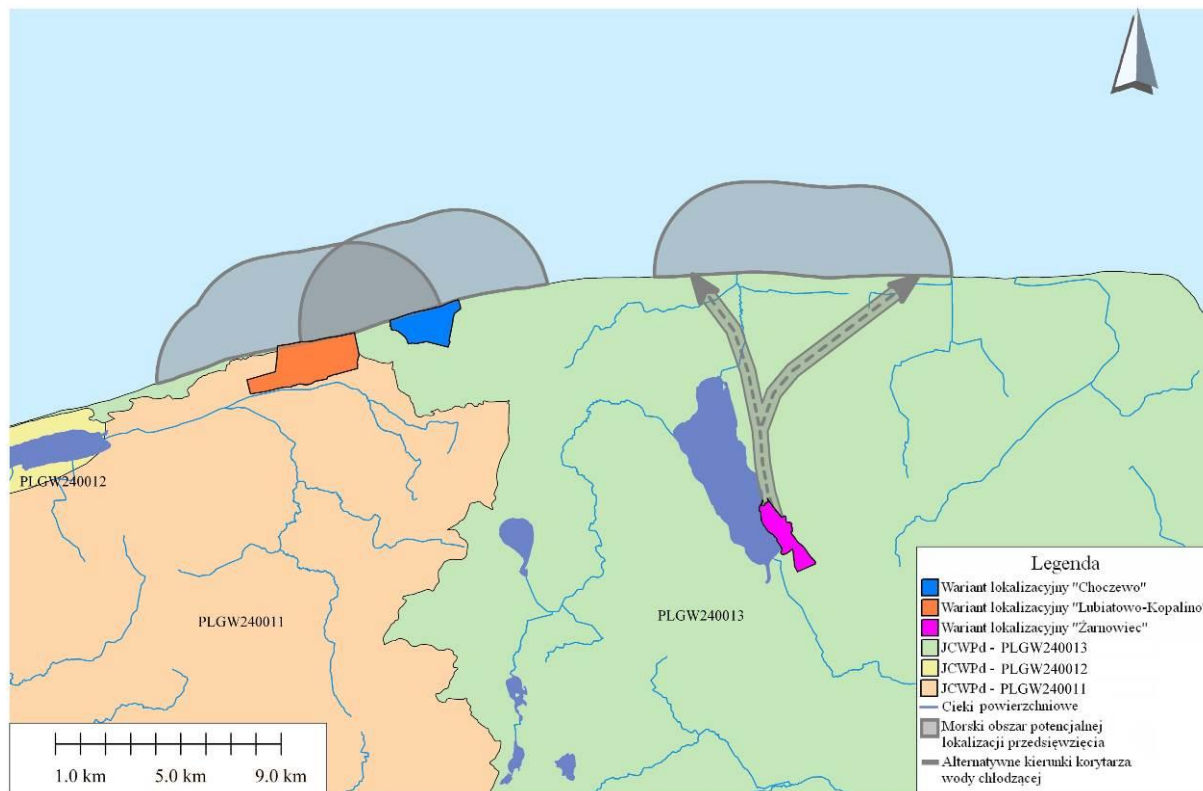 PLGW240012
PLGW240011
PLGW240013
Legenda
Wariant lokalizacyjny "Choczewo"
Wariant lokalizacyjny "Lubiatowo-Kopalino
Wariant lokalizacyjny "Żarnowiec"
JCWPd - PLGW240013
JCWPd - PLGW240012
JCWPd - PLGW240011
Cieki powierzchniowe
Morski obszar potencjalnej
lokalizacji przedsięwzięcia
Alternatywne kierunki korytarza
wody chłodzącej
1.0 km 5.0 km 9.0 km